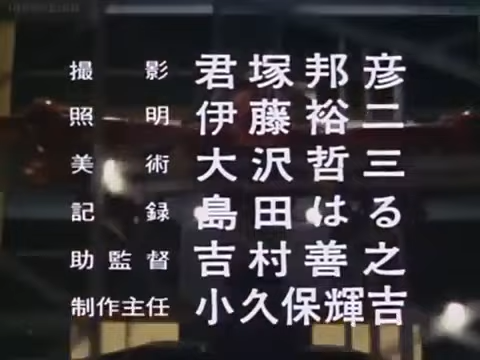 撮影 君塚邦彦
照明 伊藤裕二
美術 大沢哲三
記録 島田はる
助監督 吉村善之
制作主任 小久保輝吉